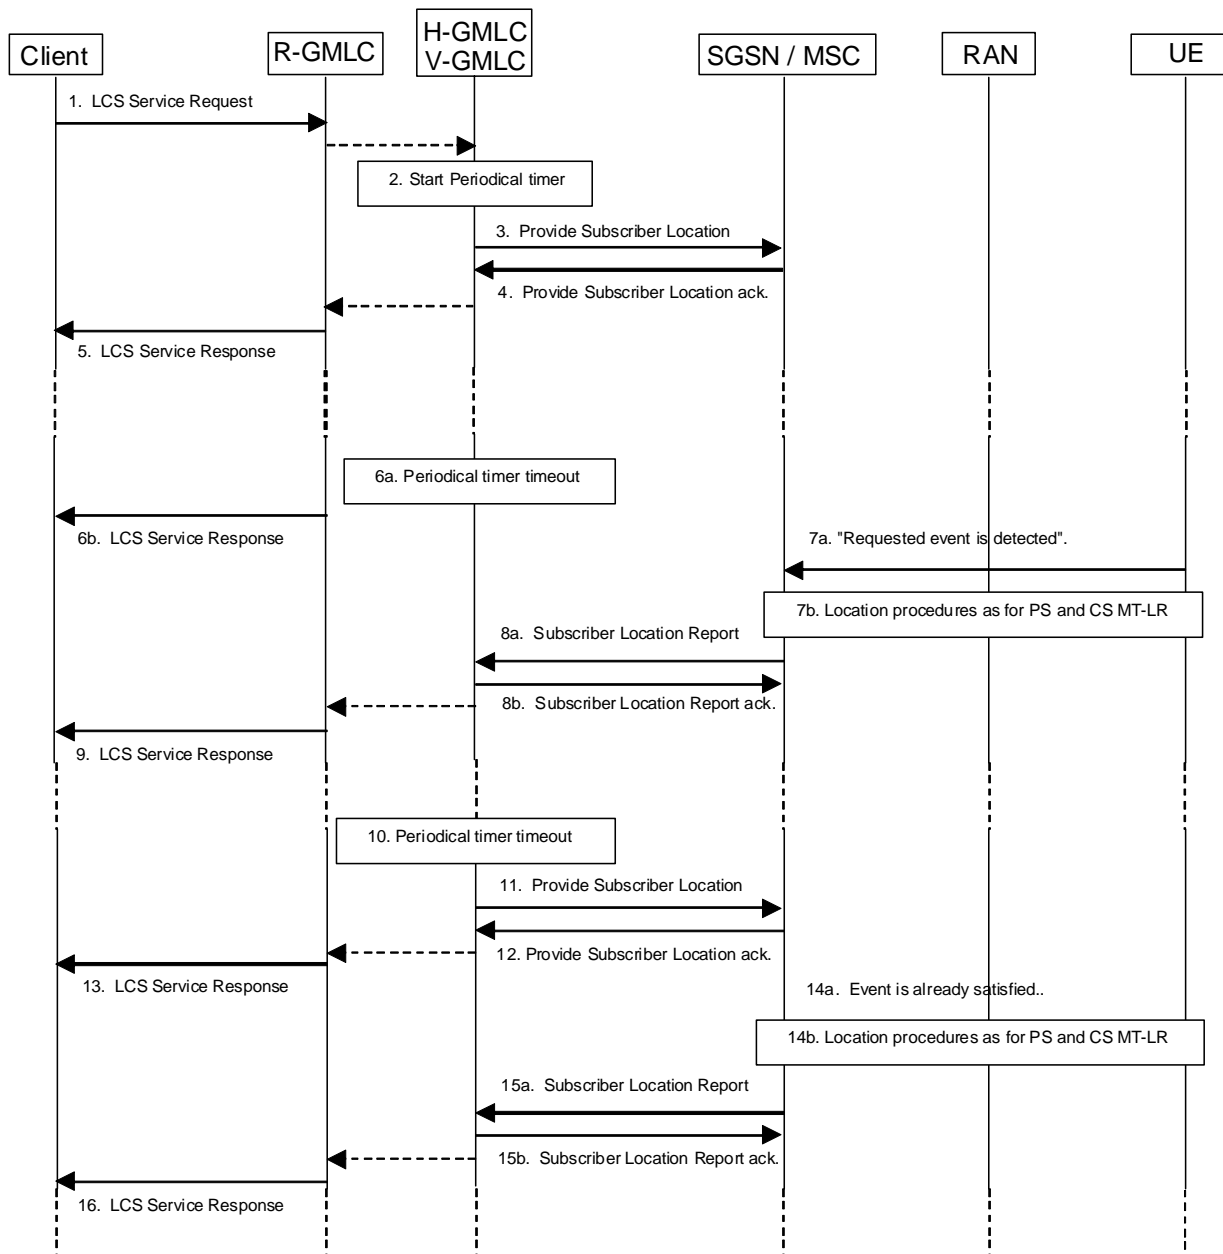 Client
R-GMLC
H-GMLC
V-GMLC
SGSN / MSC
RAN
UE
1. LCS Service Request
2. Start Periodical timer
3. Provide Subscriber Location
4. Provide Subscriber Location ack.
5. LCS Service Response
6a. Periodical timer timeout
6b. LCS Service Response
7a. "Requested event is detected".
7b. Location procedures as for PS and CS MT-LR
8a. Subscriber Location Report
8b. Subscriber Location Report ack.
9. LCS Service Response
10. Periodical timer timeout
11. Provide Subscriber Location
12. Provide Subscriber Location ack.
13. LCS Service Response
14a. Event is already satisfied..
14b. Location procedures as for PS and CS MT-LR
15a. Subscriber Location Report
15b. Subscriber Location Report ack.
16. LCS Service Response